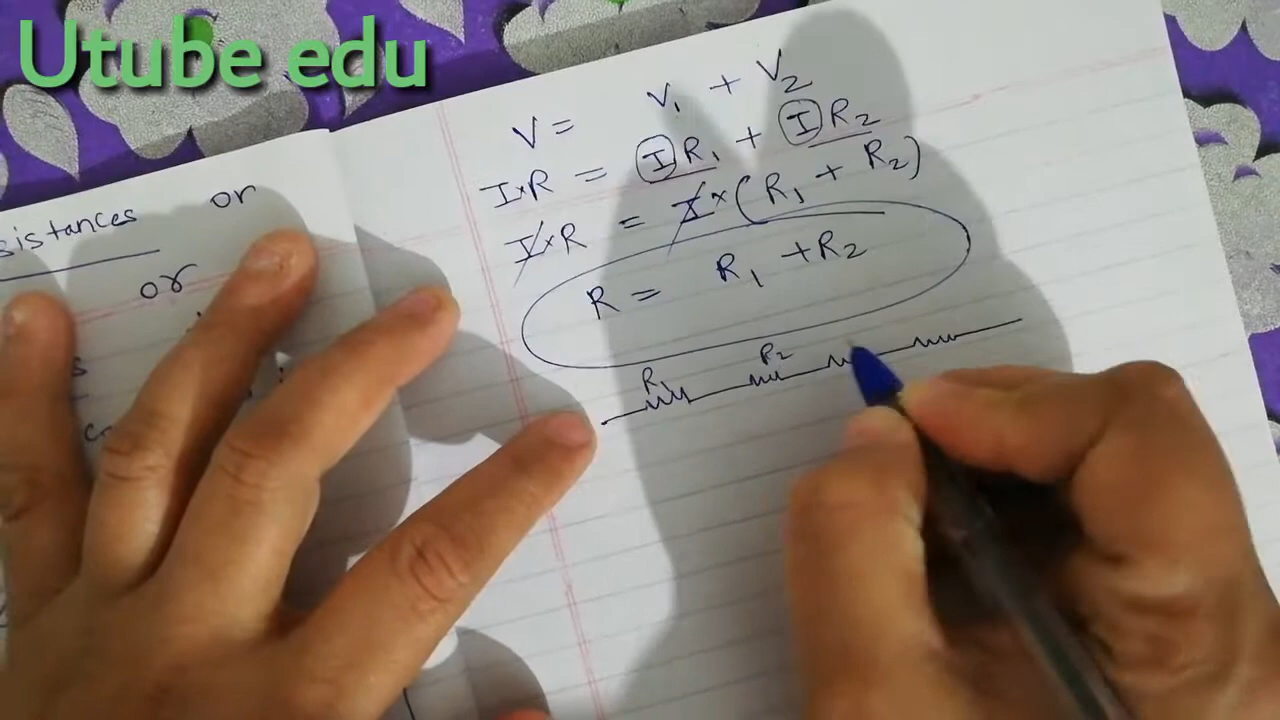 Utube edu
sistances or
or
V = V₁ + V₂
I×R = I R₁ + I R₂
I×R = I×(R₁ + R₂)
R = R₁ + R₂
R₁ R₂